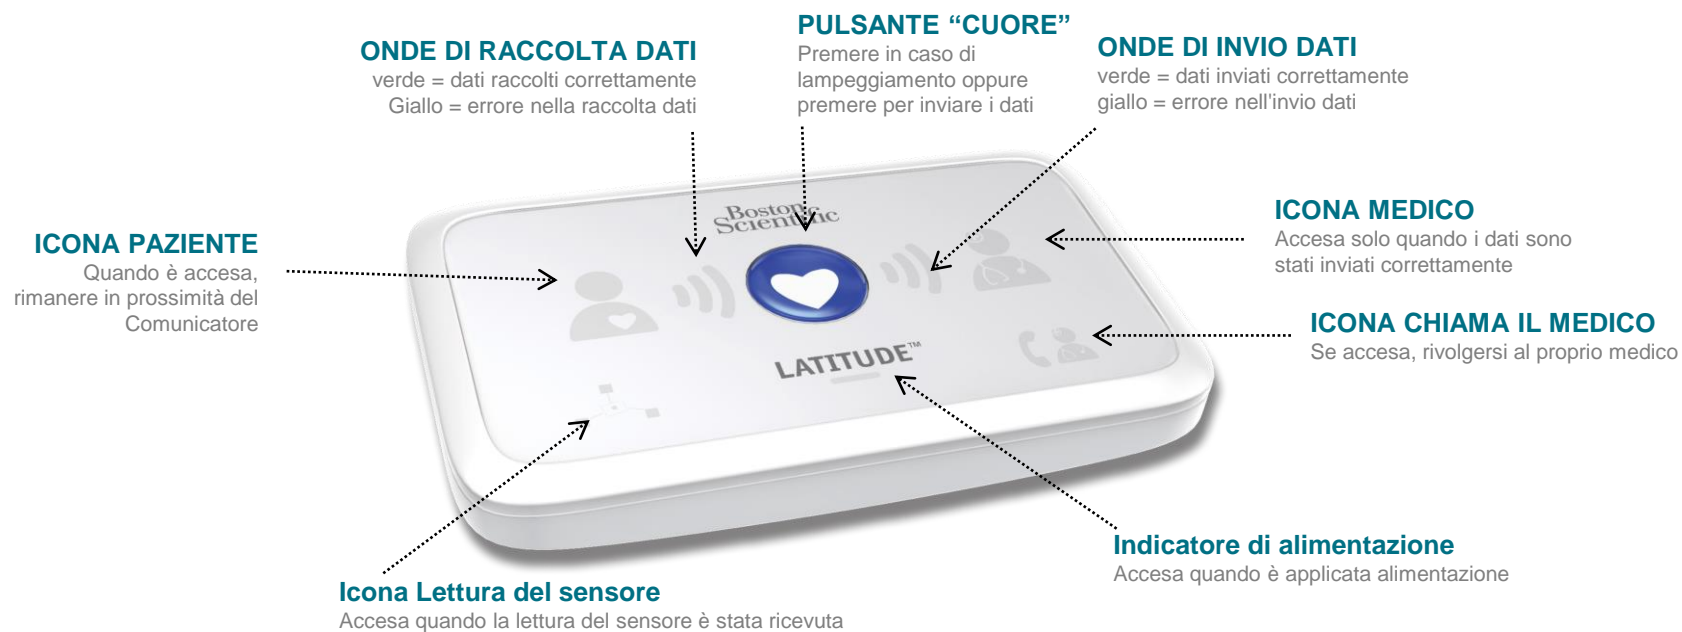 PULSANTE “CUORE”
Premere in caso di
lampeggiamento oppure
premere per inviare i dati
ONDE DI RACCOLTA DATI
verde = dati raccolti correttamente
Giallo = errore nella raccolta dati
ONDE DI INVIO DATI
verde = dati inviati correttamente
giallo = errore nell'invio dati
ICONA PAZIENTE
Quando è accesa,
rimanere in prossimità del
Comunicatore
Boston
Scientific
LATITUDE™
ICONA MEDICO
Accesa solo quando i dati sono
stati inviati correttamente
ICONA CHIAMA IL MEDICO
Se accesa, rivolgersi al proprio medico
Indicatore di alimentazione
Accesa quando è applicata alimentazione
Icona Lettura del sensore
Accesa quando la lettura del sensore è stata ricevuta